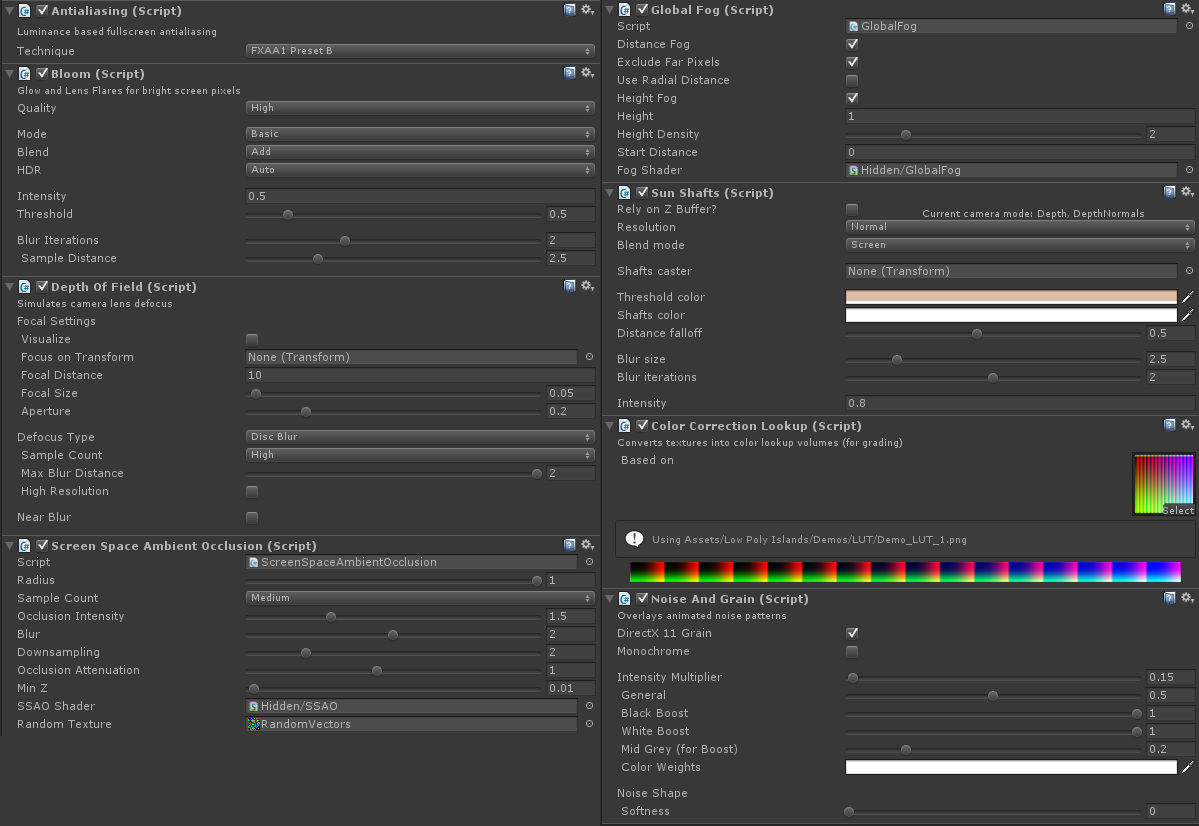 Antialiasing (Script)
Luminance based fullscreen antialiasing
Technique FXAA1 Preset B
Bloom (Script)
Glow and Lens Flares for bright screen pixels
Quality High
Mode Basic
Blend Add
HDR Auto
Intensity 0.5
Threshold 0.5
Blur Iterations 2
Sample Distance 2.5
Depth Of Field (Script)
Simulates camera lens defocus
Focal Settings
Visualize
Focus on Transform None (Transform)
Focal Distance 10
Focal Size 0.05
Aperture 0.2
Defocus Type Disc Blur
Sample Count High
Max Blur Distance 2
High Resolution
Near Blur
Screen Space Ambient Occlusion (Script)
Script ScreenSpaceAmbientOcclusion
Radius 1
Sample Count Medium
Occlusion Intensity 1.5
Blur 2
Downsampling 2
Occlusion Attenuation 1
Min Z 0.01
SSAO Shader Hidden/SSAO
Random Texture RandomVectors
Global Fog (Script)
Script GlobalFog
Distance Fog
Exclude Far Pixels
Use Radial Distance
Height Fog
Height 1
Height Density 2
Start Distance 0
Fog Shader Hidden/GlobalFog
Sun Shafts (Script)
Rely on Z Buffer? Current camera mode: Depth, DepthNormals
Resolution Normal
Blend mode Screen
Shafts caster None (Transform)
Threshold color
Shafts color
Distance falloff 0.5
Blur size 2.5
Blur iterations 2
Intensity 0.8
Color Correction Lookup (Script)
Converts textures into color lookup volumes (for grading)
Based on
Select
Using Assets/Low Poly Islands/Demos/LUT/Demo_LUT_1.png
Noise And Grain (Script)
Overlays animated noise patterns
DirectX 11 Grain
Monochrome
Intensity Multiplier 0.15
General 0.5
Black Boost 1
White Boost 1
Mid Grey (for Boost) 0.2
Color Weights
Noise Shape
Softness 0